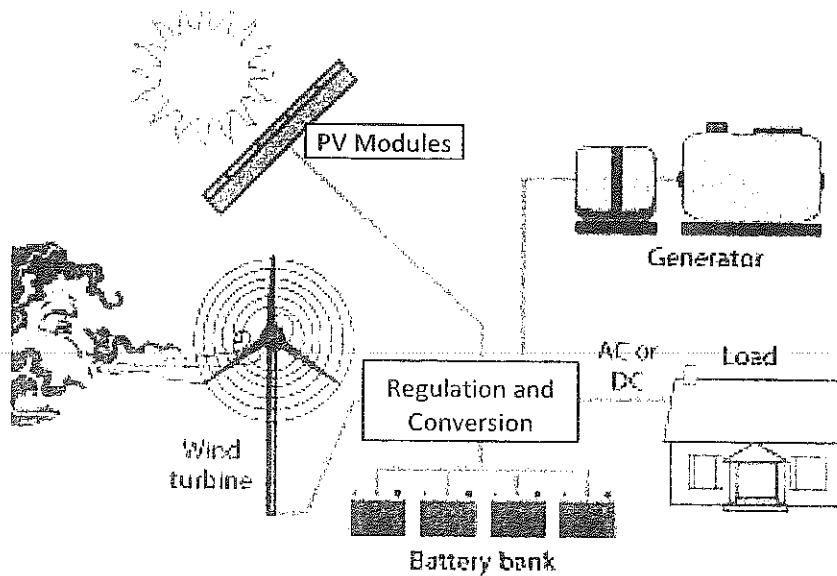 PV Modules
Generator
AC or
DC
Load
Regulation and
Conversion
Wind
turbine
Battery bank